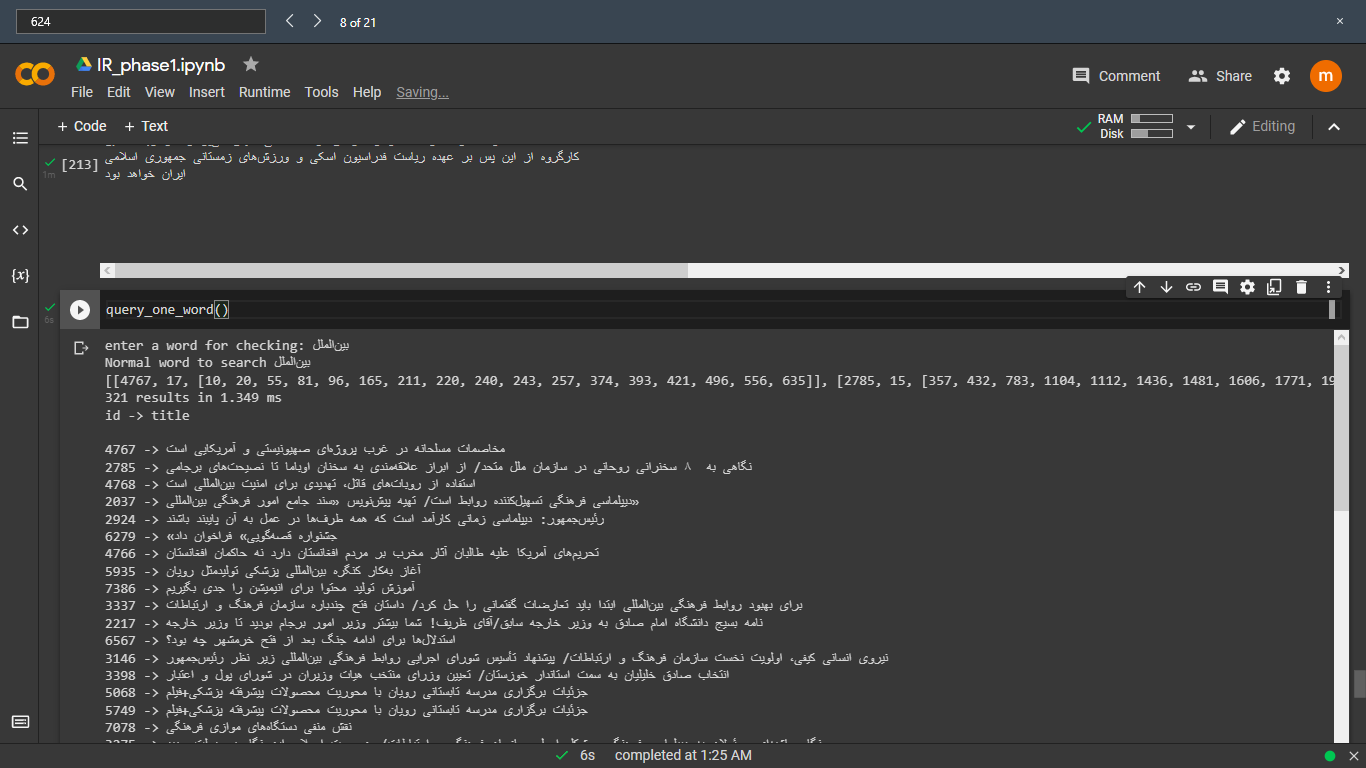 624
8 of 21
IR_phase1.ipynb
Comment
Share
m
File Edit View Insert Runtime Tools Help Saving...
+ Code + Text
RAM
Disk
Editing
[213]
1m
کارگروه از این پس بر عهده ریاست فدراسیون اسکی و ورزش‌های زمستانی جمهوری اسلامی
ایران خواهد بود
query_one_word()
6s
enter a word for checking: بین‌الملل
Normal word to search بین‌الملل
[[4767, 17, [10, 20, 55, 81, 96, 165, 211, 220, 240, 243, 257, 374, 393, 421, 496, 556, 635]], [2785, 15, [357, 432, 783, 1104, 1112, 1436, 1481, 1606, 1771, 19
321 results in 1.349 ms
id -> title
4767 -> مخاصمات مسلحانه در غرب پروژه‌ای صهیونیستی و آمریکایی است
2785 -> نگاهی به ۸ سخنرانی روحانی در سازمان ملل متحد/ از ابراز علاقه‌مندی به سخنان اوباما تا نصیحت‌های برجامی
4768 -> استفاده از روبات‌های قاتل، تهدیدی برای امنیت بین‌المللی است
2037 -> دیپلماسی فرهنگی تسهیل‌کننده روابط است/ تهیه پیش‌نویس «سند جامع امور فرهنگی بین‌المللی»
2924 -> رئیس‌جمهور: دیپلماسی زمانی کارآمد است که همه طرف‌ها در عمل به آن پایبند باشند
6279 -> جشنواره قصه‌گویی» فراخوان داد»
4766 -> تحریم‌های آمریکا علیه طالبان آثار مخرب بر مردم افغانستان دارد نه حاکمان افغانستان
5935 -> آغاز به‌کار کنگره بین‌المللی پزشکی تولیدمثل رویان
7386 -> آموزش تولید محتوا برای انیمیشن را جدی بگیریم
3337 -> برای بهبود روابط فرهنگی بین‌المللی ابتدا باید تعارضات گفتمانی را حل کرد/ داستان فتح چندباره سازمان فرهنگ و ارتباطات
2217 -> نامه بسیج دانشگاه امام صادق به وزیر خارجه سابق/آقای ظریف! شما بیشتر وزیر امور برجام بودید تا وزیر خارجه
6567 -> استدلال‌ها برای ادامه جنگ بعد از فتح خرمشهر چه بود؟
3146 -> نیروی انسانی کیفی، اولویت نخست سازمان فرهنگ و ارتباطات/ پیشنهاد تأسیس شورای اجرایی روابط فرهنگی بین‌المللی زیر نظر رئیس‌جمهور
3398 -> انتخاب صادق خلیلیان به سمت استاندار خوزستان/ تعیین وزرای منتخب هیات وزیران در شورای پول و اعتبار
5068 -> جزئیات برگزاری مدرسه تابستانی رویان با محوریت محصولات پیشرفته پزشکی+فیلم
5749 -> جزئیات برگزاری مدرسه تابستانی رویان با محوریت محصولات پیشرفته پزشکی+فیلم
7078 -> نقش منفی دستگاه‌های موازی فرهنگی
6s completed at 1:25 AM